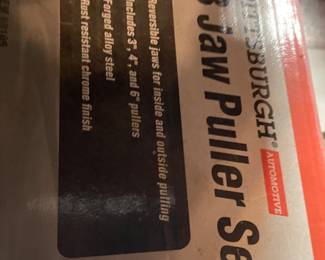 PITTSBURGH®
AUTOMOTIVE
3 Jaw Puller Se
Reversible jaws for inside and outside pulling
Includes 3", 4", and 6" pullers
Forged alloy steel
Rust resistant chrome finish